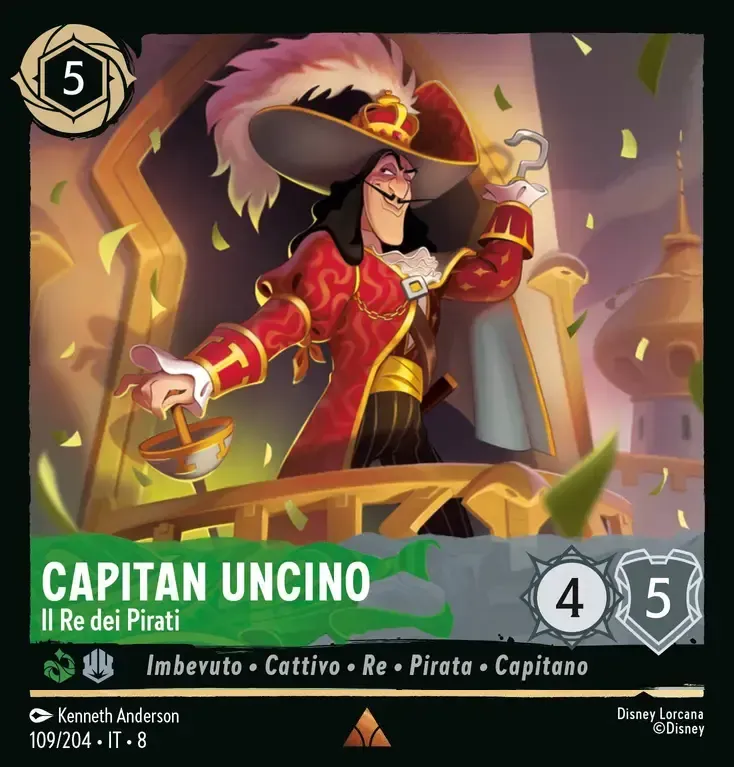 5
CAPITAN UNCINO
Il Re dei Pirati
4
5
Imbevuto • Cattivo • Re • Pirata • Capitano
Kenneth Anderson
109/204 • IT • 8
Disney Lorcana
©Disney